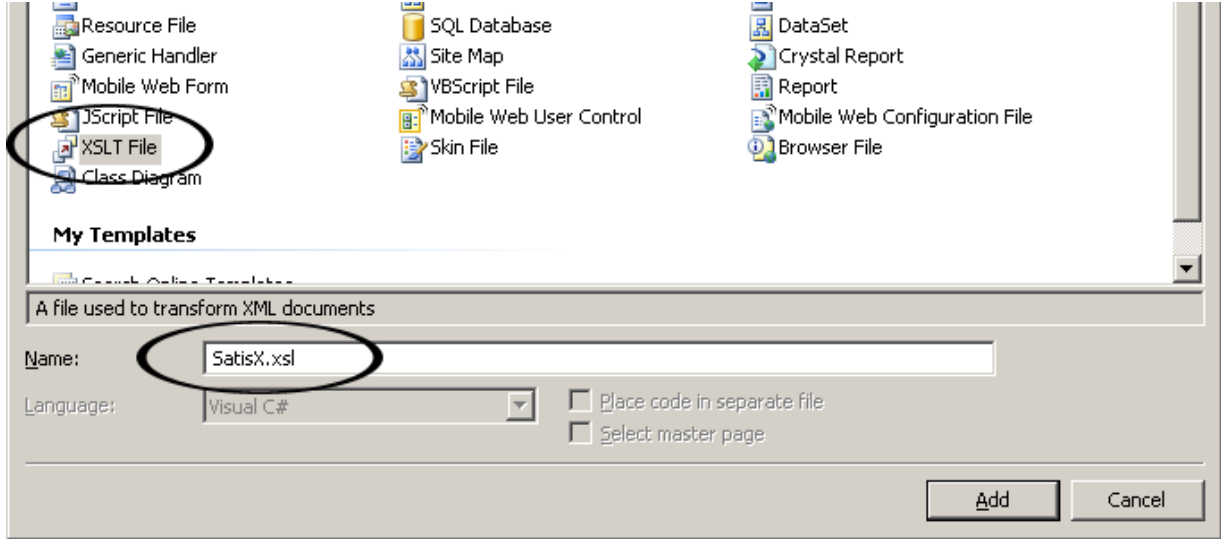 Resource File SQL Database DataSet
Generic Handler Site Map Crystal Report
Mobile Web Form VBScript File Report
JScript File Mobile Web User Control Mobile Web Configuration File
XSLT File Skin File Browser File
Class Diagram
My Templates
Search Online Templates
A file used to transform XML documents
Name: SatisX.xsl
Language: Visual C# Place code in separate file
Select master page
Add Cancel